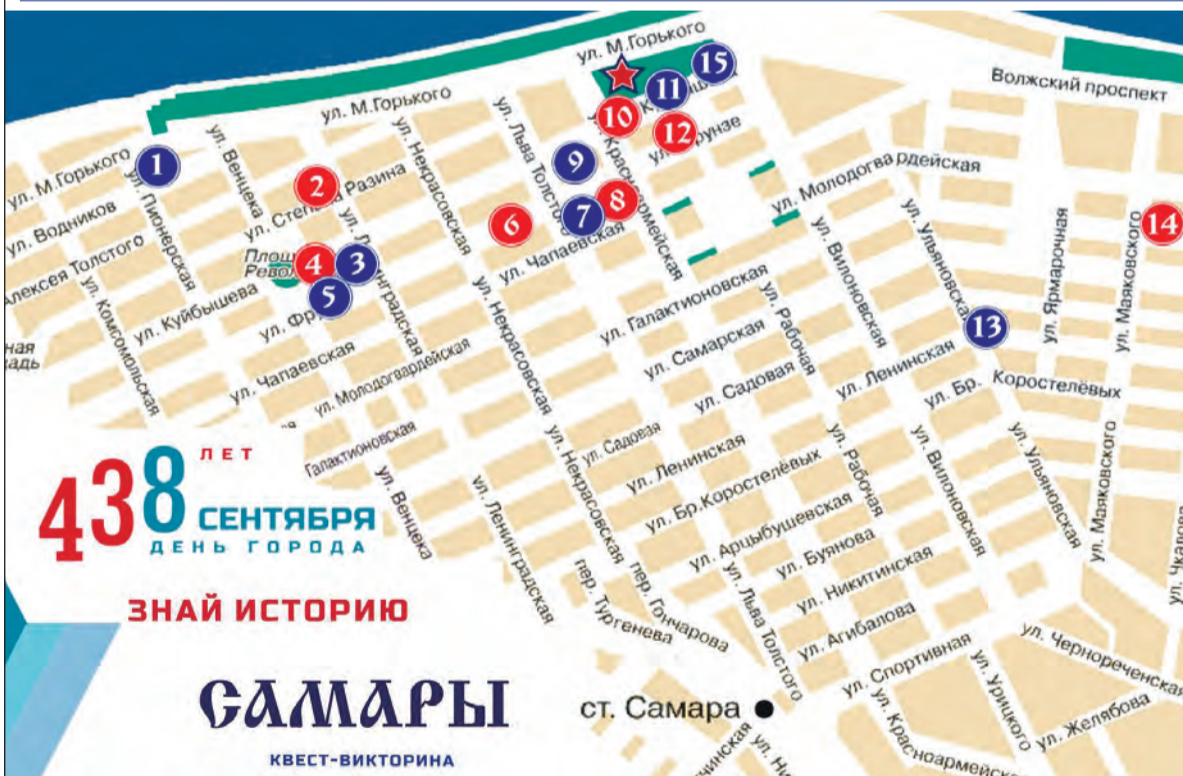 ул. М.Горького
15
Волжский проспект
11
10
12
ул. М.Горького
ул. Венцека
ул. Некрасовская
ул. Льва Толстого
ул. Красноармейская
9
ул. М.Горького
1
ул. Пионерская
2
ул. Молодогвардейская
ул. Ульяновская
ул. Водников
8
7
6
ул. Чапаевская
14
ул. Маяковского
ул. Ярмарочная
Алексея Толстого
4
3
5
ул. Куйбышева
ул. Комсомольская
ул. Некрасовская
ул. Галактионовская
ул. Вилоновская
ул. Рабочая
13
ул. Самарская
ул. Чапаевская
ул. Молодогвардейская
ул. Садовая
ул. Ленинская
ул. Бр. Коростелёвых
Галактионовская
ул. Садовая
ул. Некрасовская
ул. Ленинская
ул. Рабочая
ул. Вилоновская
ул. Ульяновская
ул. Маяковского
ул. Венцека
ул. Ленинградская
ул. Бр.Коростелёвых
ул. Арцыбушевская
ул. Буянова
ул. Никитинская
ул. Чкалова
438 ЛЕТ
8 СЕНТЯБРЯ
ДЕНЬ ГОРОДА
пер. Тургенева
пер. Гончарова
ул. Льва Толстого
ул. Агибалова
ул. Спортивная
ул. Чернореченская
ул. Урицкого
ул. Желябова
ул. Красноармейск
ЗНАЙ ИСТОРИЮ
САМАРЫ
КВЕСТ-ВИКТОРИНА
ст. Самара